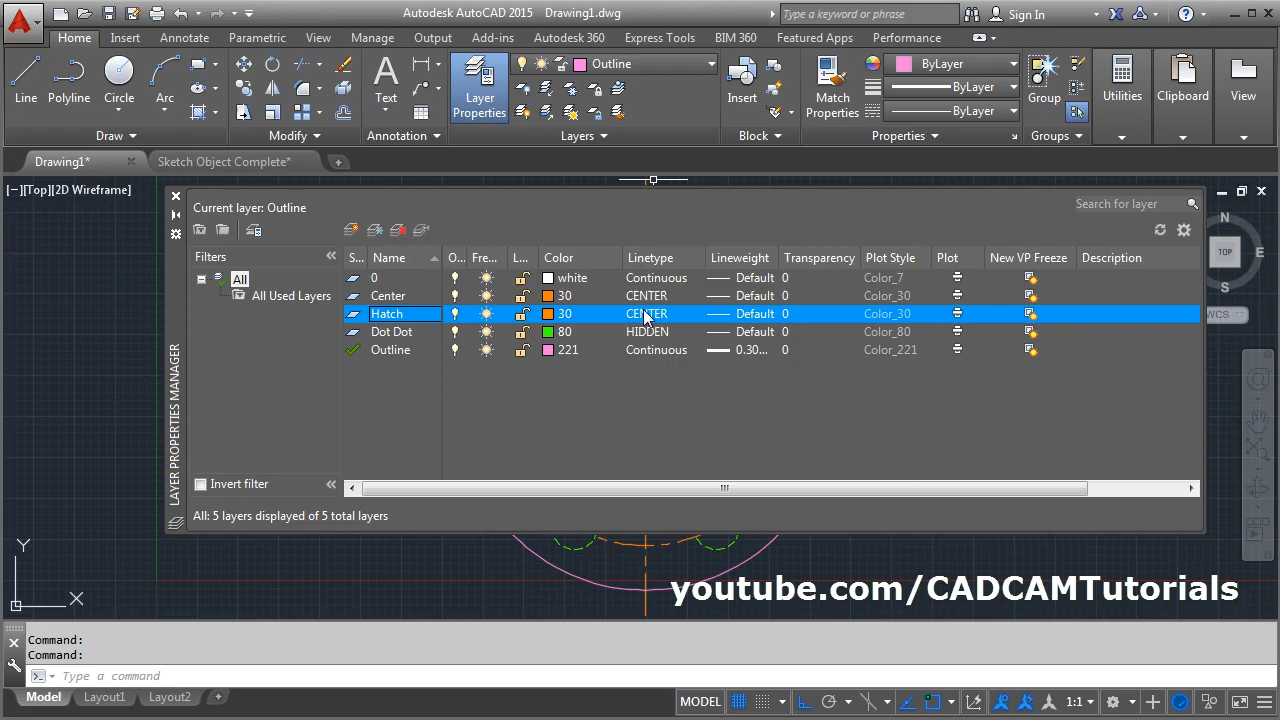 Autodesk AutoCAD 2015 Drawing1.dwg
Type a keyword or phrase
Sign In
Home Insert Annotate Parametric View Manage Output Add-ins Autodesk 360 Express Tools BIM 360 Featured Apps Performance
Line Polyline Circle Arc
Text
Layer Properties
Outline
Insert
Match Properties
ByLayer
ByLayer
ByLayer
Group
Utilities
Clipboard
View
Draw Modify Annotation Layers Block Properties Groups
Drawing1* Sketch Object Complete*
[−][Top][2D Wireframe]
Current layer: Outline
Search for layer
Filters
All
All Used Layers
Invert filter
S... Name O... Fre... L... Color Linetype Lineweight Transparency Plot Style Plot New VP Freeze Description
0 white Continuous Default 0 Color_7
Center 30 CENTER Default 0 Color_30
Hatch 30 CENTER Default 0 Color_30
Dot Dot 80 HIDDEN Default 0 Color_80
Outline 221 Continuous 0.30... 0 Color_221
All: 5 layers displayed of 5 total layers
LAYER PROPERTIES MANAGER
N
TOP
S
WCS
Y
X
youtube.com/CADCAMTutorials
Command:
Command:
Type a command
Model Layout1 Layout2
MODEL 1:1